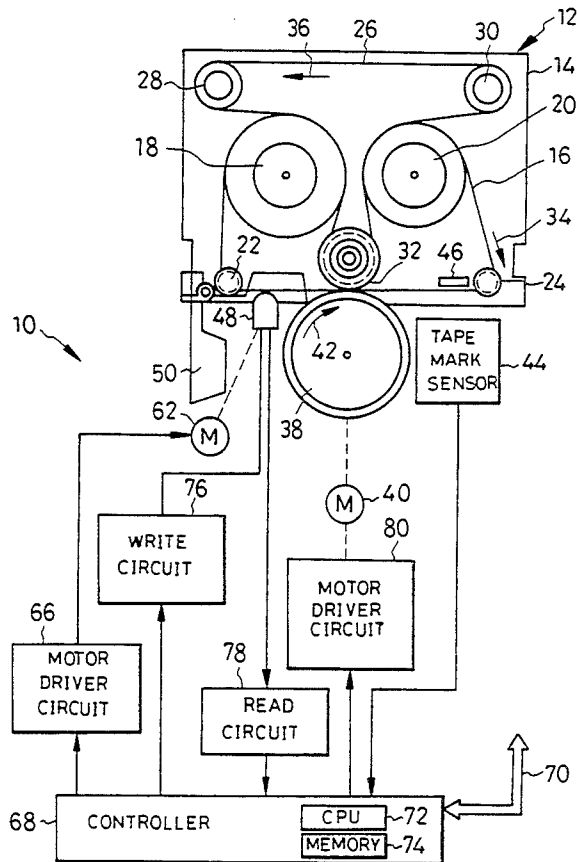 12
36
26
30
14
28
20
18
16
34
22
46
32
24
48
42
10
TAPE
MARK
SENSOR
44
50
62
M
38
M
40
76
80
WRITE
CIRCUIT
MOTOR
DRIVER
CIRCUIT
66
MOTOR
DRIVER
CIRCUIT
78
READ
CIRCUIT
70
68
CONTROLLER
CPU
72
MEMORY
74